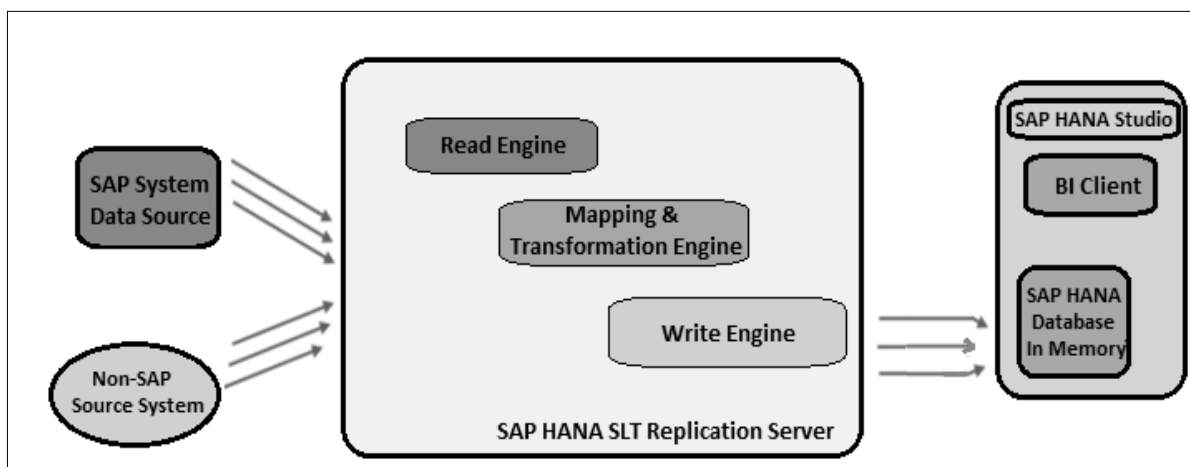 SAP System
Data Source
Non-SAP
Source System
Read Engine
Mapping &
Transformation Engine
Write Engine
SAP HANA SLT Replication Server
SAP HANA Studio
BI Client
SAP HANA
Database
In Memory